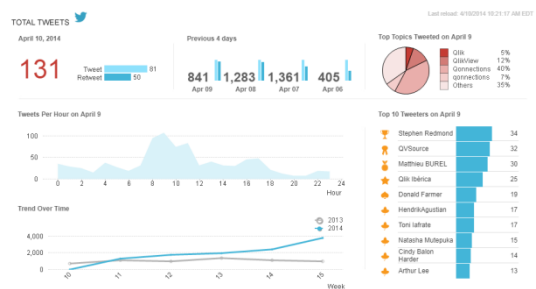 Last reload: 4/10/2014 10:21:17 AM EDT
TOTAL TWEETS
April 10, 2014
131
Tweet 81
Retweet 50
Previous 4 days
841 1,283 1,361 405
Apr 09 Apr 08 Apr 07 Apr 06
Top Topics Tweeted on April 9
Qlik 5%
QlikView 12%
Qonnections 40%
qonnections 7%
Others 35%
Tweets Per Hour on April 9
100
50
0
0 2 4 6 8 10 12 14 16 18 20 22 24
Hour
Trend Over Time
2013
2014
4,000
2,000
0
10 11 12 13 14 15
Week
Top 10 Tweeters on April 9
Stephen Redmond 34
QVSource 32
Matthieu BUREL 30
Qlik Ibérica 25
Donald Farmer 19
HendrikAgustian 17
Toni Iafrate 17
Natasha Mutepuka 15
Cindy Balon
Harder 14
Arthur Lee 13